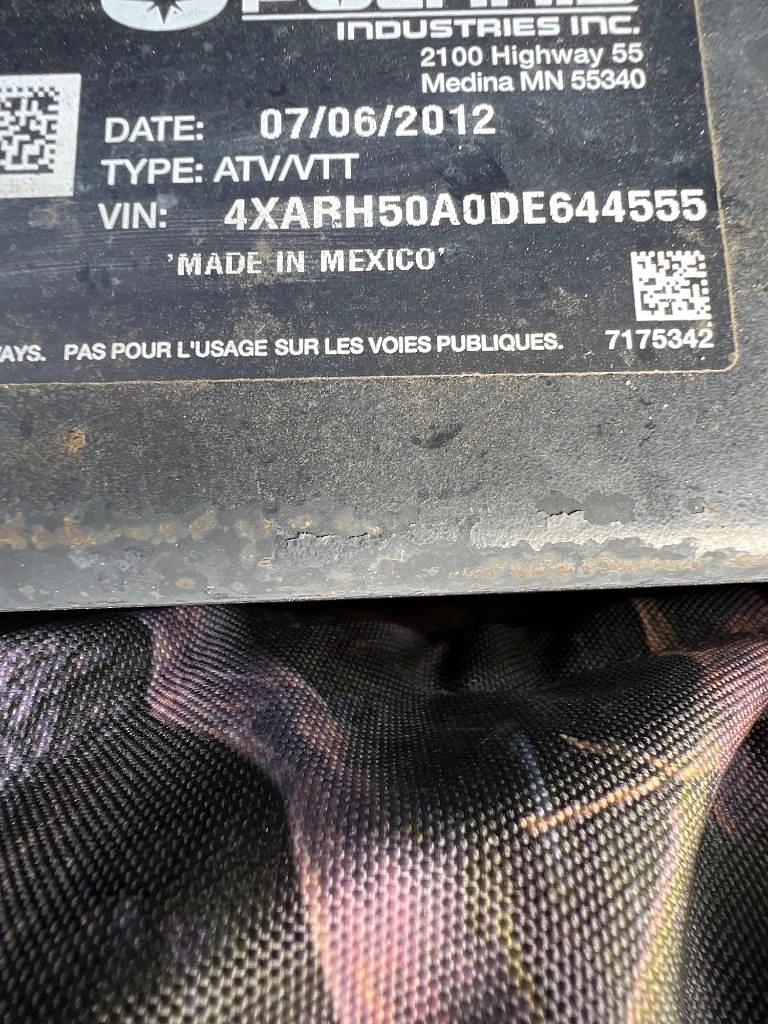 INDUSTRIES INC.
2100 Highway 55
Medina MN 55340
DATE: 07/06/2012
TYPE: ATV/VTT
VIN: 4XARH50A0DE644555
'MADE IN MEXICO'
PAS POUR L'USAGE SUR LES VOIES PUBLIQUES. 7175342